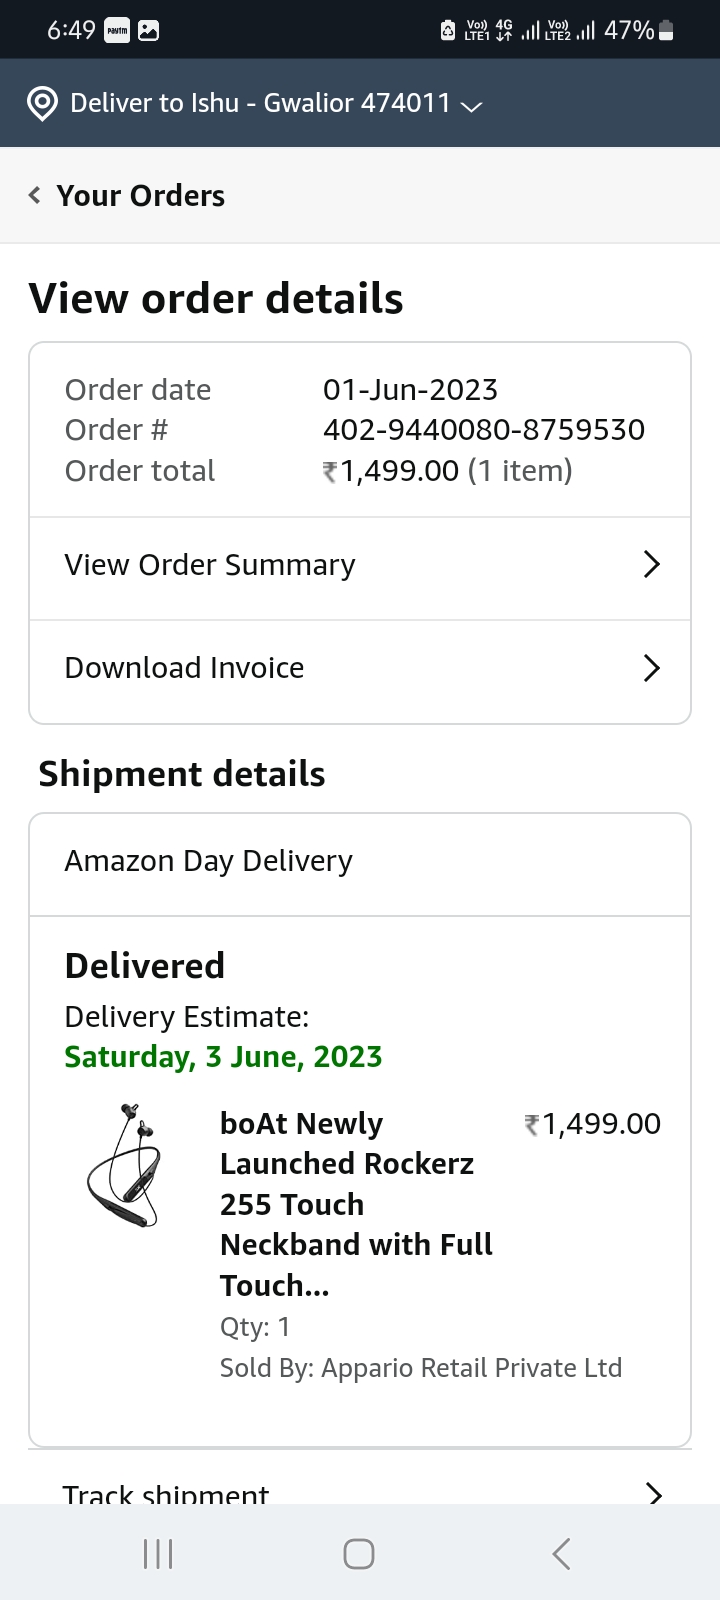 6:49 paytm Vo)) LTE1 4G Vo)) LTE2 47%
Deliver to Ishu - Gwalior 474011
Your Orders
View order details
Order date 01-Jun-2023
Order # 402-9440080-8759530
Order total ₹1,499.00 (1 item)
View Order Summary
Download Invoice
Shipment details
Amazon Day Delivery
Delivered
Delivery Estimate:
Saturday, 3 June, 2023
boAt Newly ₹1,499.00
Launched Rockerz
255 Touch
Neckband with Full
Touch...
Qty: 1
Sold By: Appario Retail Private Ltd
Track shipment